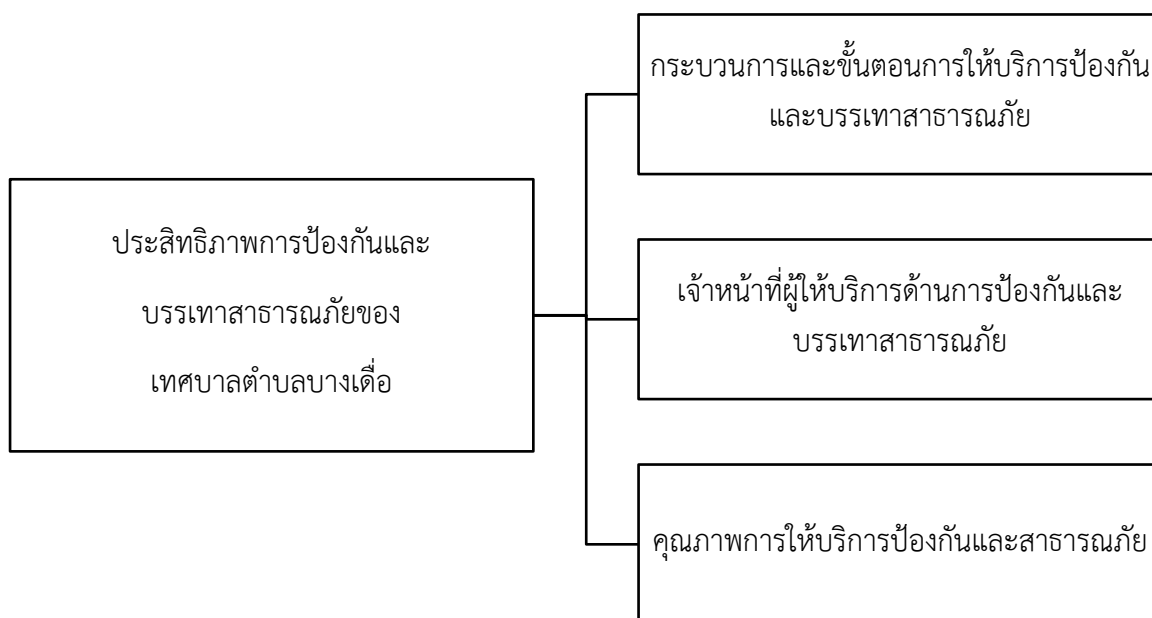 ประสิทธิภาพการป้องกันและ
บรรเทาสาธารณภัยของ
เทศบาลตำบลบางเดื่อ
กระบวนการและขั้นตอนการให้บริการป้องกัน
และบรรเทาสาธารณภัย
เจ้าหน้าที่ผู้ให้บริการด้านการป้องกันและ
บรรเทาสาธารณภัย
คุณภาพการให้บริการป้องกันและสาธารณภัย